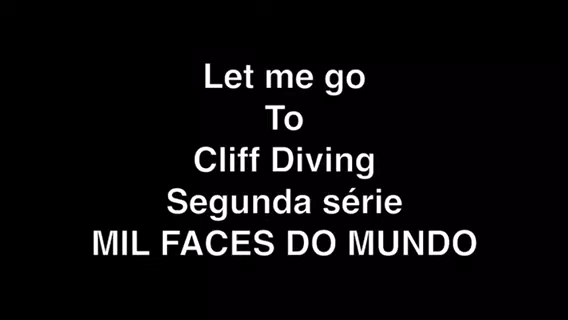 Let me go
To
Cliff Diving
Segunda série
MIL FACES DO MUNDO